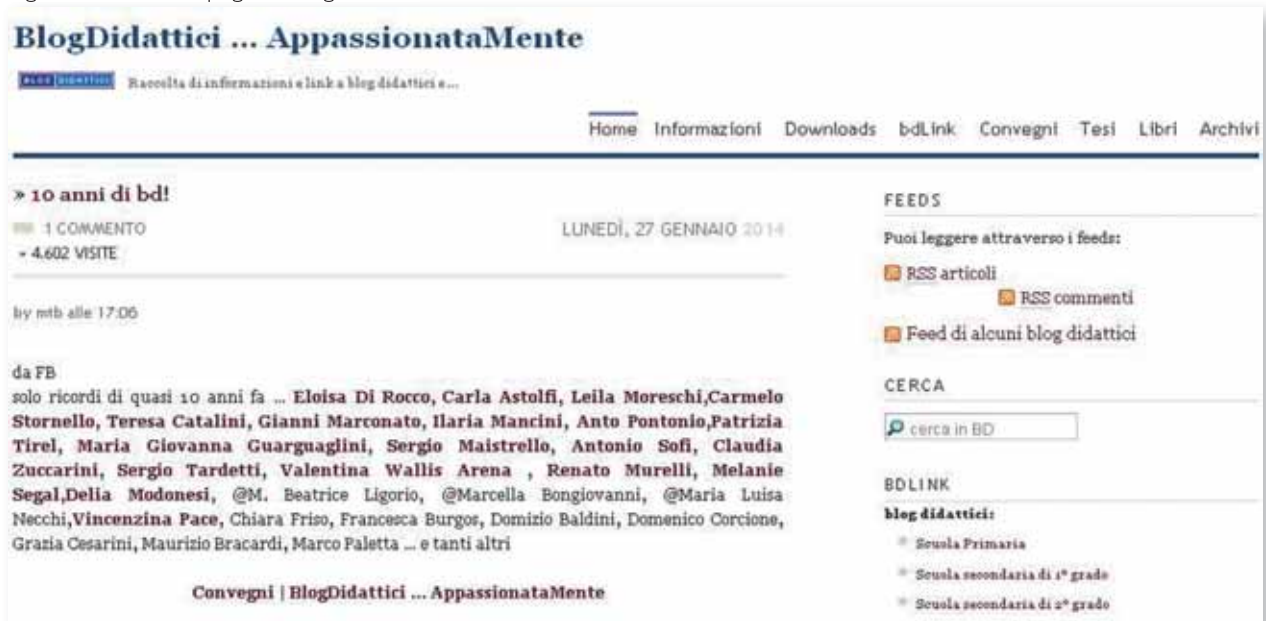 BlogDidattici ... AppassionataMente
BLOG DIDATTICI Raccolta di informazioni e link a blog didattici e...
Home Informazioni Downloads bdLink Convegni Tesi Libri Archivi
» 10 anni di bd!
1 COMMENTO
LUNEDÌ, 27 GENNAIO 2014
- 4.602 VISITE
by mtb alle 17:06
da FB
solo ricordi di quasi 10 anni fa ... Eloisa Di Rocco, Carla Astolfi, Leila Moreschi,Carmelo
Stornello, Teresa Catalini, Gianni Marconato, Ilaria Mancini, Anto Pontonio,Patrizia
Tirel, Maria Giovanna Guarguaglini, Sergio Maistrello, Antonio Sofi, Claudia
Zuccarini, Sergio Tardetti, Valentina Wallis Arena , Renato Murelli, Melanie
Segal,Delia Modonesi, @M. Beatrice Ligorio, @Marcella Bongiovanni, @Maria Luisa
Necchi,Vincenzina Pace, Chiara Friso, Francesca Burgos, Domizio Baldini, Domenico Corcione,
Grazia Cesarini, Maurizio Bracardi, Marco Paletta ... e tanti altri
Convegni | BlogDidattici ... AppassionataMente
FEEDS
Puoi leggere attraverso i feeds:
RSS articoli
RSS commenti
Feed di alcuni blog didattici
CERCA
cerca in BD
BDLINK
blog didattici:
Scuola Primaria
Scuola secondaria di 1° grado
Scuola secondaria di 2° grado